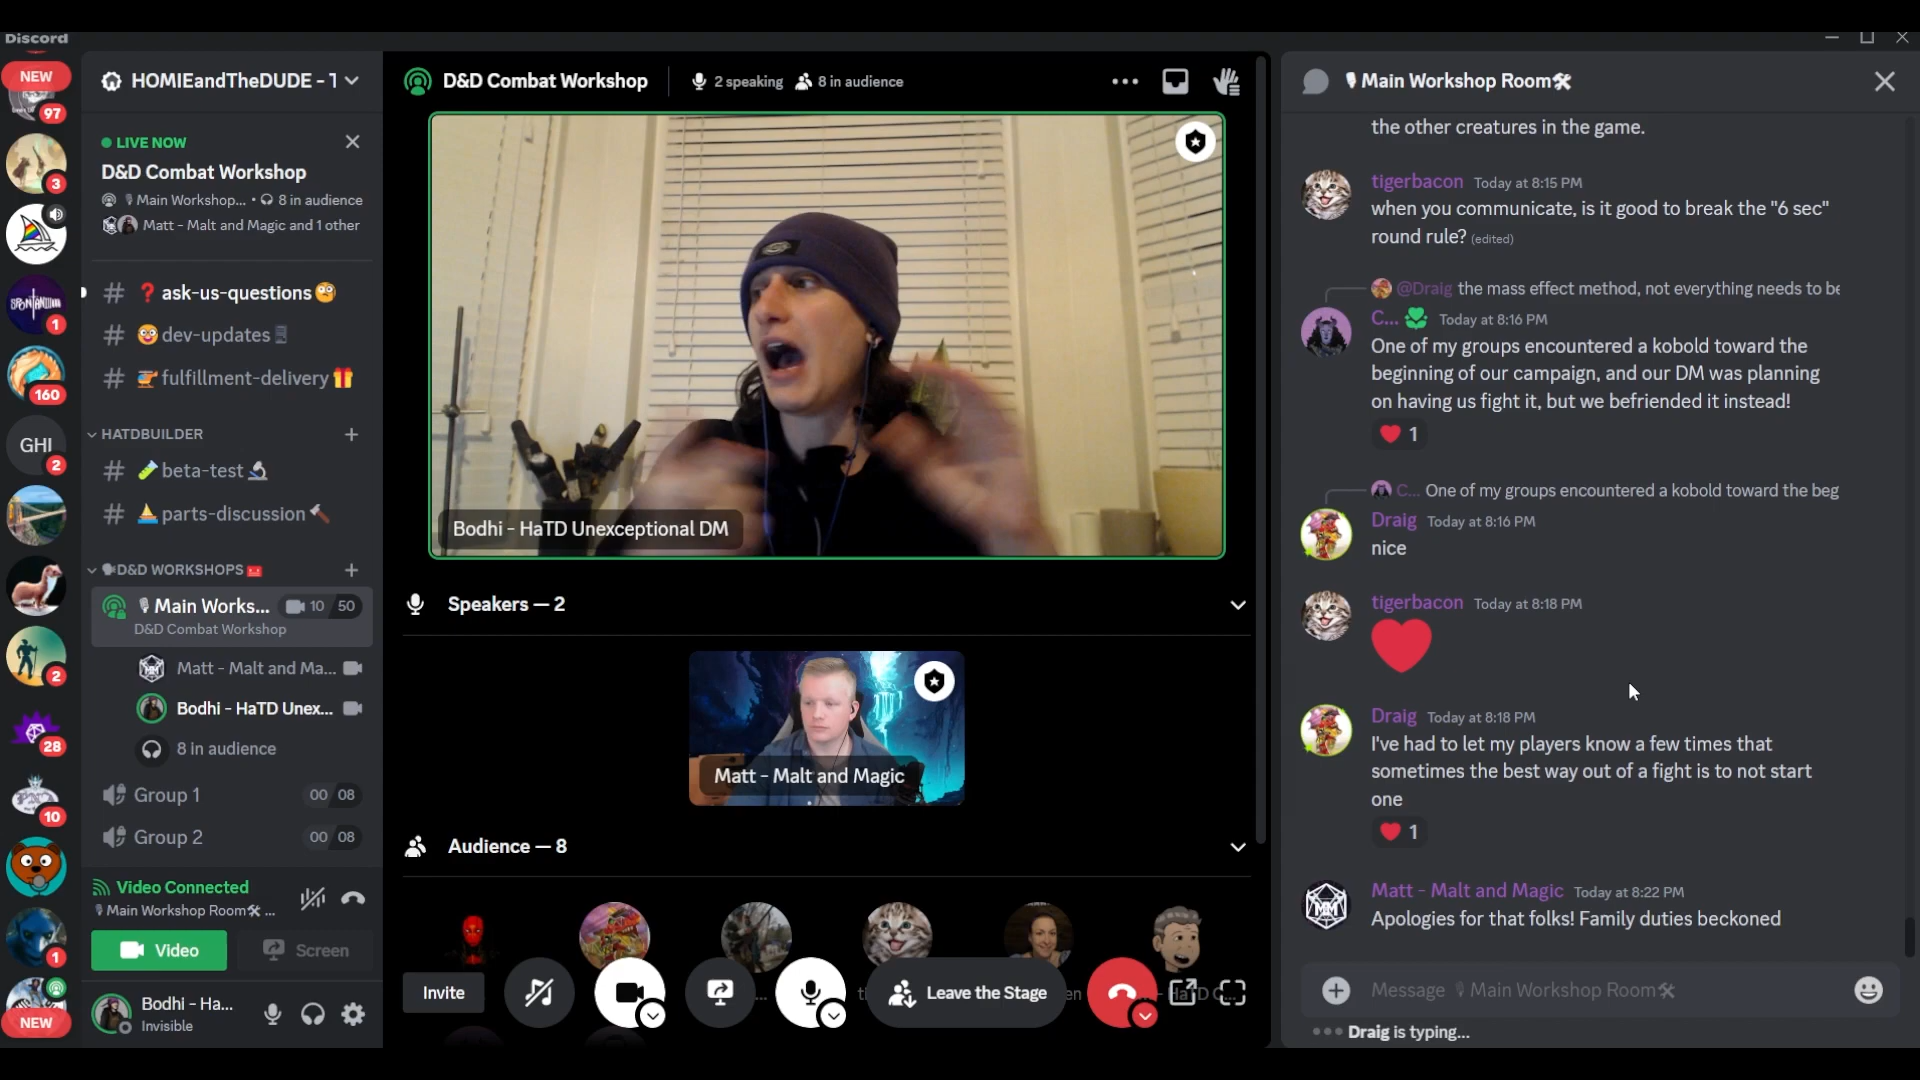 Discord
NEW
97
3
1
160
GHI
2
2
28
10
1
NEW
HOMIEandTheDUDE - T
LIVE NOW
D&D Combat Workshop
🎙Main Workshop... • 8 in audience
Matt - Malt and Magic and 1 other
❓ask-us-questions🧐
dev-updates
fulfillment-delivery🎁
HATDBUILDER
🧪beta-test🔬
⛵parts-discussion🔨
D&D WORKSHOPS
🎙Main Works... 10 50
D&D Combat Workshop
Matt - Malt and Ma...
Bodhi - HaTD Unex...
8 in audience
Group 1 00 08
Group 2 00 08
Video Connected
🎙Main Workshop Room🛠 ...
Video
Screen
Bodhi - Ha...
Invisible
D&D Combat Workshop
2 speaking 8 in audience
Bodhi - HaTD Unexceptional DM
Speakers — 2
Matt - Malt and Magic
Audience — 8
Invite
Leave the Stage
🎙Main Workshop Room🛠
the other creatures in the game.
tigerbacon Today at 8:15 PM
when you communicate, is it good to break the "6 sec"
round rule? (edited)
@Draig the mass effect method, not everything needs to be
C... Today at 8:16 PM
One of my groups encountered a kobold toward the
beginning of our campaign, and our DM was planning
on having us fight it, but we befriended it instead!
❤️ 1
C... One of my groups encountered a kobold toward the beg
Draig Today at 8:16 PM
nice
tigerbacon Today at 8:18 PM
❤️
Draig Today at 8:18 PM
I've had to let my players know a few times that
sometimes the best way out of a fight is to not start
one
❤️ 1
Matt - Malt and Magic Today at 8:22 PM
Apologies for that folks! Family duties beckoned
Message 🎙Main Workshop Room🛠
Draig is typing...